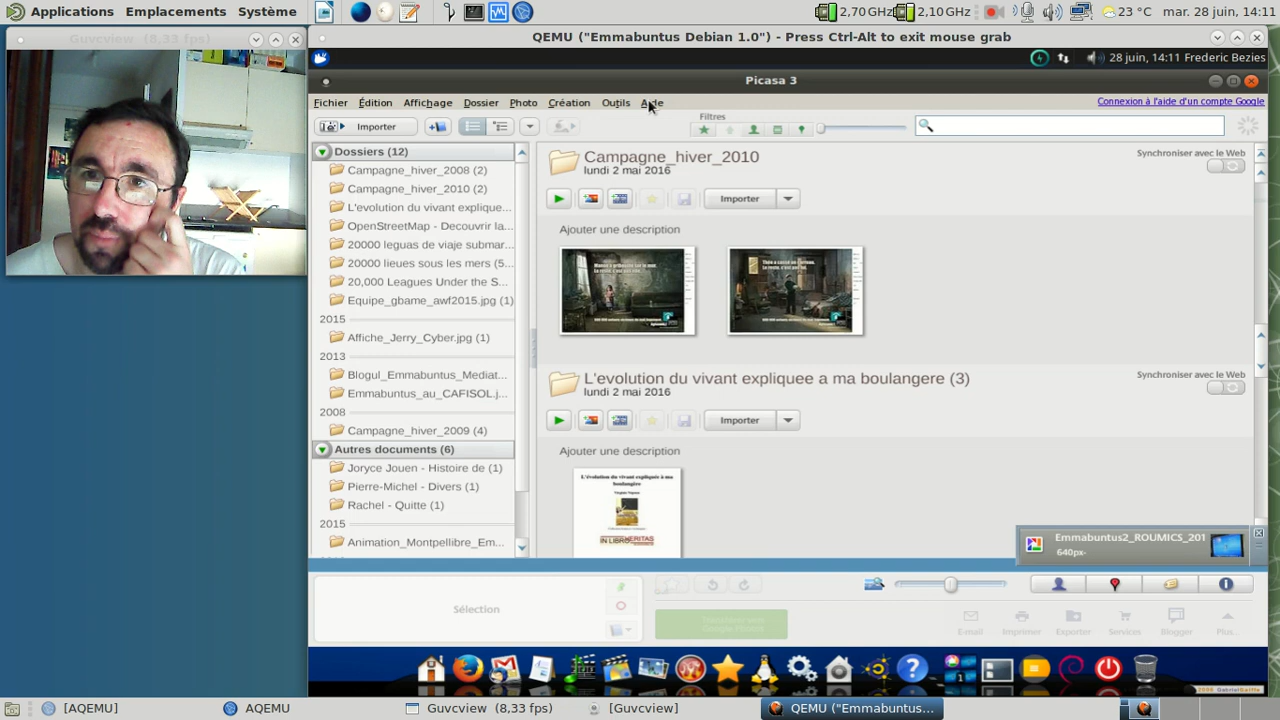 Applications Emplacements Système 2,70 GHz 2,10 GHz 23 °C mar. 28 juin, 14:11
Guvcview (8,33 fps)
QEMU ("Emmabuntus Debian 1.0") - Press Ctrl-Alt to exit mouse grab
28 juin, 14:11 Frederic Bezies
Picasa 3
Fichier Édition Affichage Dossier Photo Création Outils Aide
Connexion à l'aide d'un compte Google
Importer
Filtres
Dossiers (12)
Campagne_hiver_2008 (2)
Campagne_hiver_2010 (2)
L'evolution du vivant explique...
OpenStreetMap - Decouvrir la...
20000 leguas de viaje submar...
20000 lieues sous les mers (5...
20,000 Leagues Under the S...
Equipe_gbame_awf2015.jpg (1)
2015
Affiche_Jerry_Cyber.jpg (1)
2013
Blogul_Emmabuntus_Mediat...
Emmabuntus_au_CAFISOL.j...
2008
Campagne_hiver_2009 (4)
Autres documents (6)
Joryce Jouen - Histoire de (1)
Pierre-Michel - Divers (1)
Rachel - Quitte (1)
2015
Animation_Montpellibre_Em...
Campagne_hiver_2010
lundi 2 mai 2016
Synchroniser avec le Web
Importer
Ajouter une description
L'evolution du vivant expliquee a ma boulangere (3)
lundi 2 mai 2016
Synchroniser avec le Web
Importer
Ajouter une description
L'évolution du vivant expliquée à ma
boulangère
IN LIBRO VERITAS
Emmabuntus2_ROUMICS_201
640px-
Sélection
E-mail Imprimer Exporter Services Blogger Plus...
[AQEMU] AQEMU Guvcview (8,33 fps) [Guvcview] QEMU ("Emmabuntus...